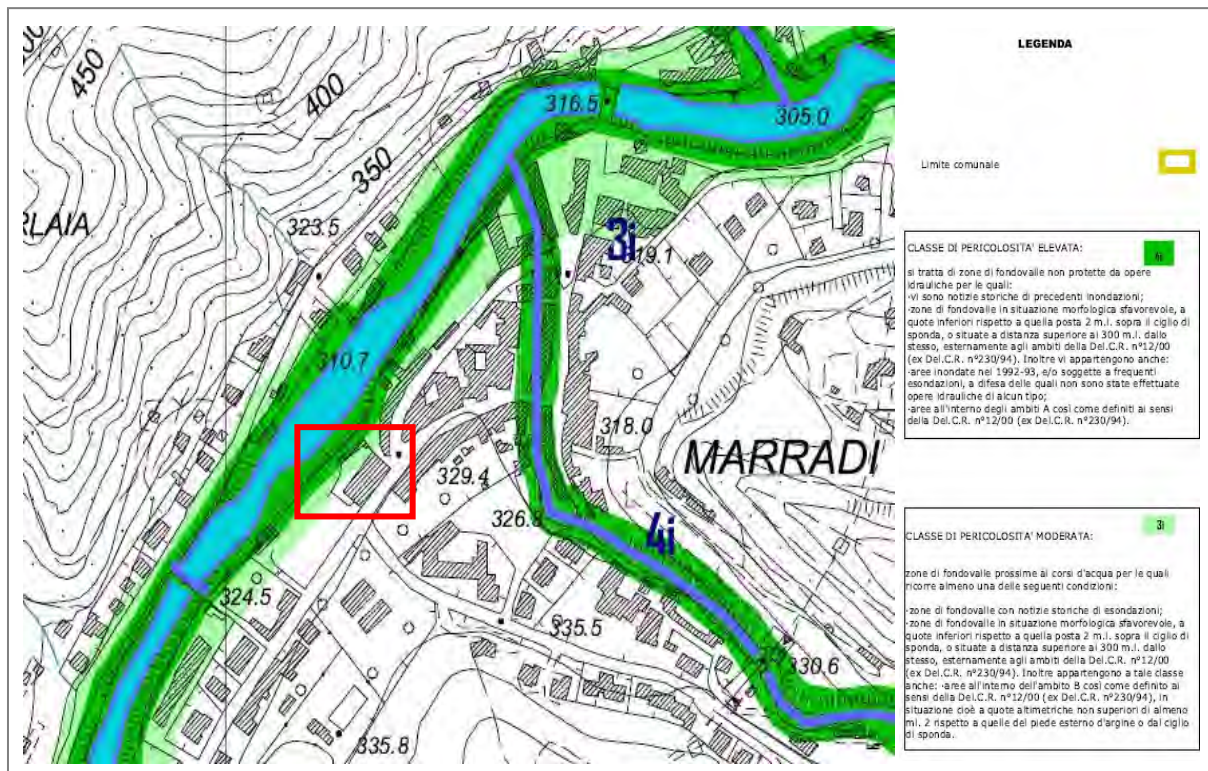 450
400
350
RLAIA
323.5
316.5
305.0
3i
319.1
310.7
318.0
MARRADI
329.4
326.8
4i
324.5
335.5
330.6
335.8
LEGENDA
Limite comunale
CLASSE DI PERICOLOSITA' ELEVATA:
4i
si tratta di zone di fondovalle non protette da opere
idrauliche per le quali:
-vi sono notizie storiche di precedenti inondazioni;
-zone di fondovalle in situazione morfologica sfavorevole, a
quote inferiori rispetto a quella posta 2 m.l. sopra il ciglio di
sponda, o situate a distanza superiore ai 300 m.l. dallo
stesso, esternamente agli ambiti della Del.C.R. n°12/00
(ex Del.C.R. n°230/94). Inoltre vi appartengono anche:
-aree inondate nel 1992-93, e/o soggette a frequenti
esondazioni, a difesa delle quali non sono state effettuate
opere idrauliche di alcun tipo;
-aree all'interno degli ambiti A così come definiti ai sensi
della Del.C.R. n°12/00 (ex Del.C.R. n°230/94).
3i
CLASSE DI PERICOLOSITA' MODERATA:
zone di fondovalle prossime ai corsi d'acqua per le quali
ricorre almeno una delle seguenti condizioni:
-zone di fondovalle con notizie storiche di esondazioni;
-zone di fondovalle in situazione morfologica sfavorevole, a
quote inferiori rispetto a quella posta 2 m.l. sopra il ciglio di
sponda, o situate a distanza superiore ai 300 m.l. dallo
stesso, esternamente agli ambiti della Del.C.R. n°12/00
(ex Del.C.R. n°230/94). Inoltre appartengono a tale classe
anche: -aree all'interno dell'ambito B così come definito ai
sensi della Del.C.R. n°12/00 (ex Del.C.R. n°230/94), in
situazione cioè a quote altimetriche non superiori di almeno
ml. 2 rispetto a quelle del piede esterno d'argine o dal ciglio
di sponda.